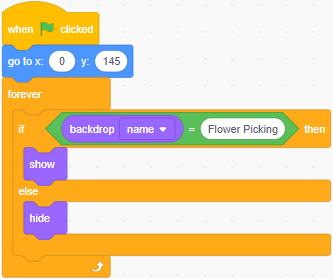 when clicked
go to x: 0 y: 145
forever
if backdrop name = Flower Picking then
show
else
hide